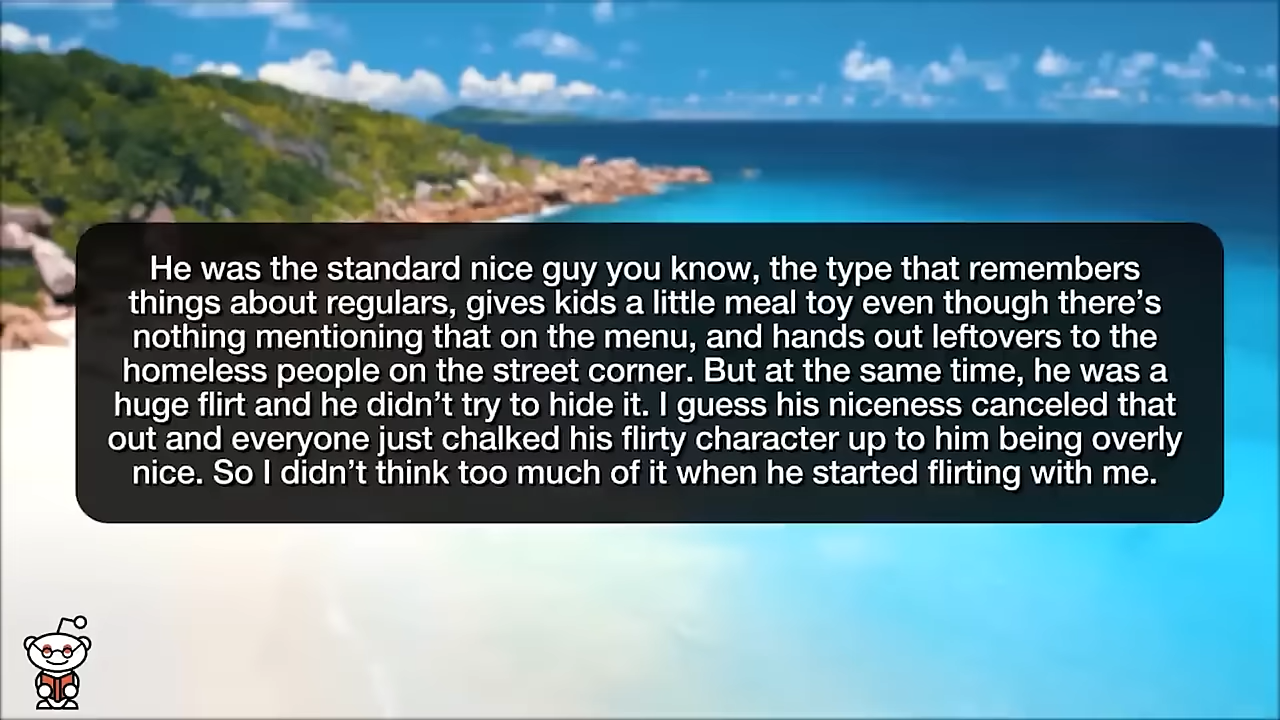 He was the standard nice guy you know, the type that remembers
things about regulars, gives kids a little meal toy even though there’s
nothing mentioning that on the menu, and hands out leftovers to the
homeless people on the street corner. But at the same time, he was a
huge flirt and he didn’t try to hide it. I guess his niceness canceled that
out and everyone just chalked his flirty character up to him being overly
nice. So I didn’t think too much of it when he started flirting with me.